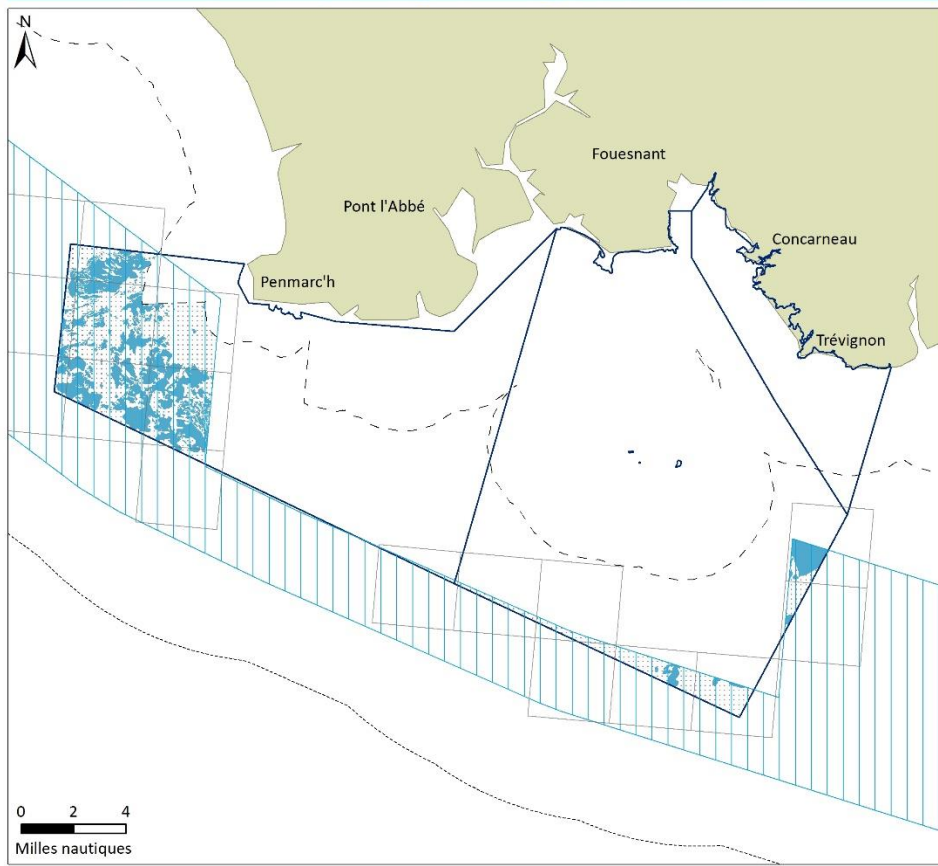 N
Fouesnant
Pont l'Abbé
Concarneau
Penmarc'h
Trévignon
0 2 4
Milles nautiques